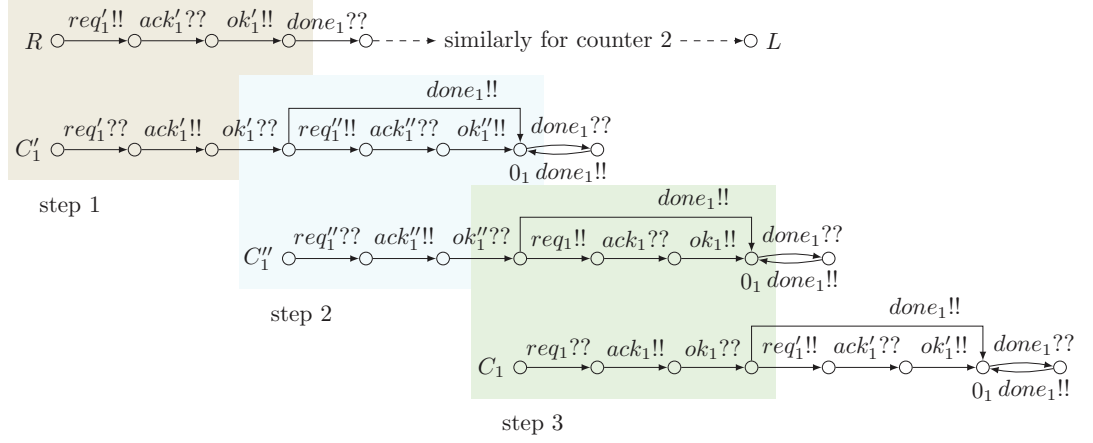 req′₁!! ack′₁?? ok′₁!! done₁??
R similarly for counter 2 L
done₁!!
req′₁?? ack′₁!! ok′₁?? req″₁!! ack″₁?? ok″₁!! done₁??
C′₁
0₁ done₁!!
step 1
done₁!!
req″₁?? ack″₁!! ok″₁?? req₁!! ack₁?? ok₁!! done₁??
C″₁
0₁ done₁!!
step 2
done₁!!
req₁?? ack₁!! ok₁?? req′₁!! ack′₁?? ok′₁!! done₁??
C₁
0₁ done₁!!
step 3